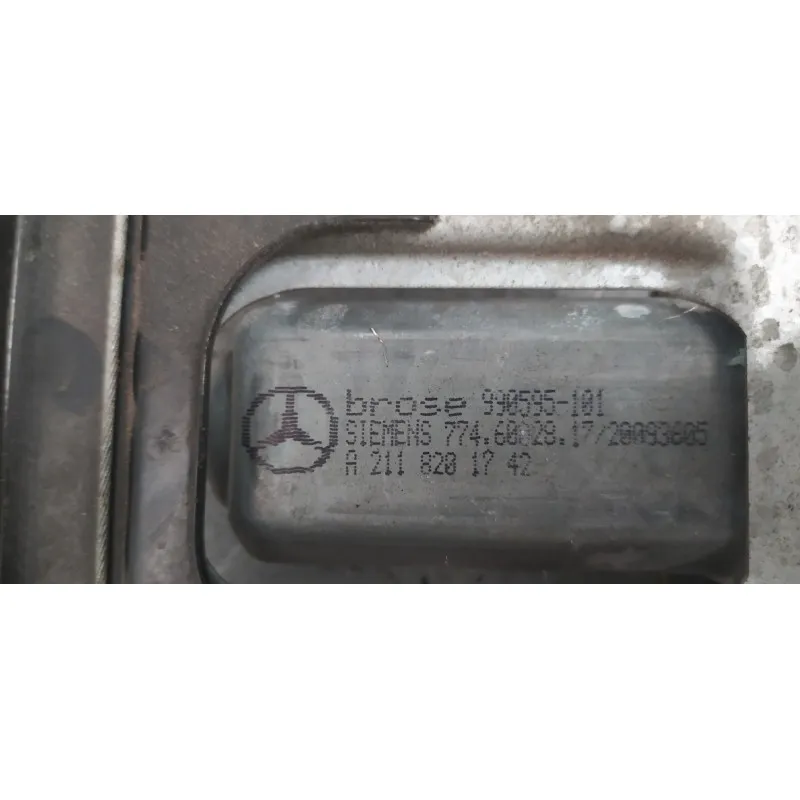 brose 990595-101
SIEMENS 774.60028.17/20093605
A 211 820 17 42